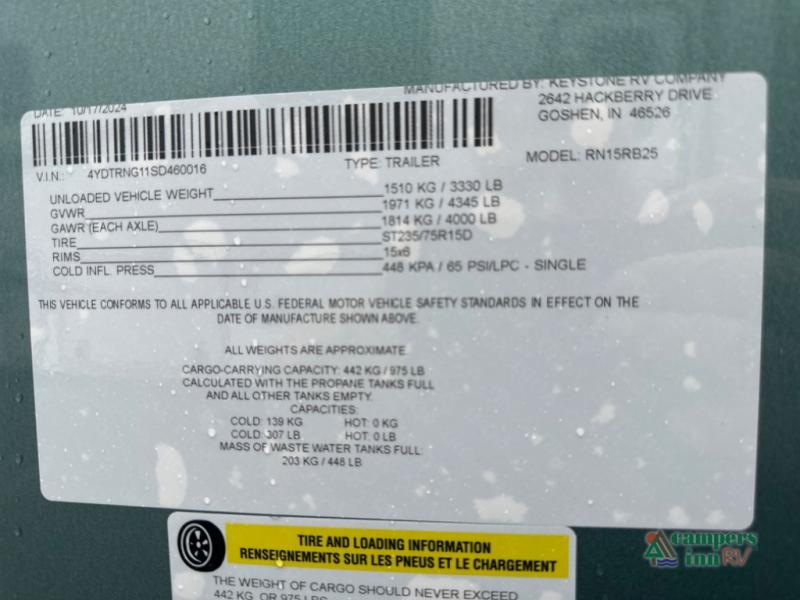 DATE: 10/17/2024
MANUFACTURED BY: KEYSTONE RV COMPANY
2642 HACKBERRY DRIVE
GOSHEN, IN 46526
V.I.N.: 4YDTRNG11SD460016 TYPE: TRAILER MODEL: RN15RB25
UNLOADED VEHICLE WEIGHT 1510 KG / 3330 LB
GVWR 1971 KG / 4345 LB
GAWR (EACH AXLE) 1814 KG / 4000 LB
TIRE ST235/75R15D
RIMS 15x6
COLD INFL. PRESS 448 KPA / 65 PSI/LPC - SINGLE
THIS VEHICLE CONFORMS TO ALL APPLICABLE U.S. FEDERAL MOTOR VEHICLE SAFETY STANDARDS IN EFFECT ON THE
DATE OF MANUFACTURE SHOWN ABOVE.
ALL WEIGHTS ARE APPROXIMATE
CARGO-CARRYING CAPACITY: 442 KG / 975 LB
CALCULATED WITH THE PROPANE TANKS FULL
AND ALL OTHER TANKS EMPTY.
CAPACITIES:
COLD: 139 KG HOT: 0 KG
COLD: 307 LB HOT: 0 LB
MASS OF WASTE WATER TANKS FULL:
203 KG / 448 LB
TIRE AND LOADING INFORMATION
RENSEIGNEMENTS SUR LES PNEUS ET LE CHARGEMENT
THE WEIGHT OF CARGO SHOULD NEVER EXCEED
442 KG OR 975 LBS
campers
inn RV